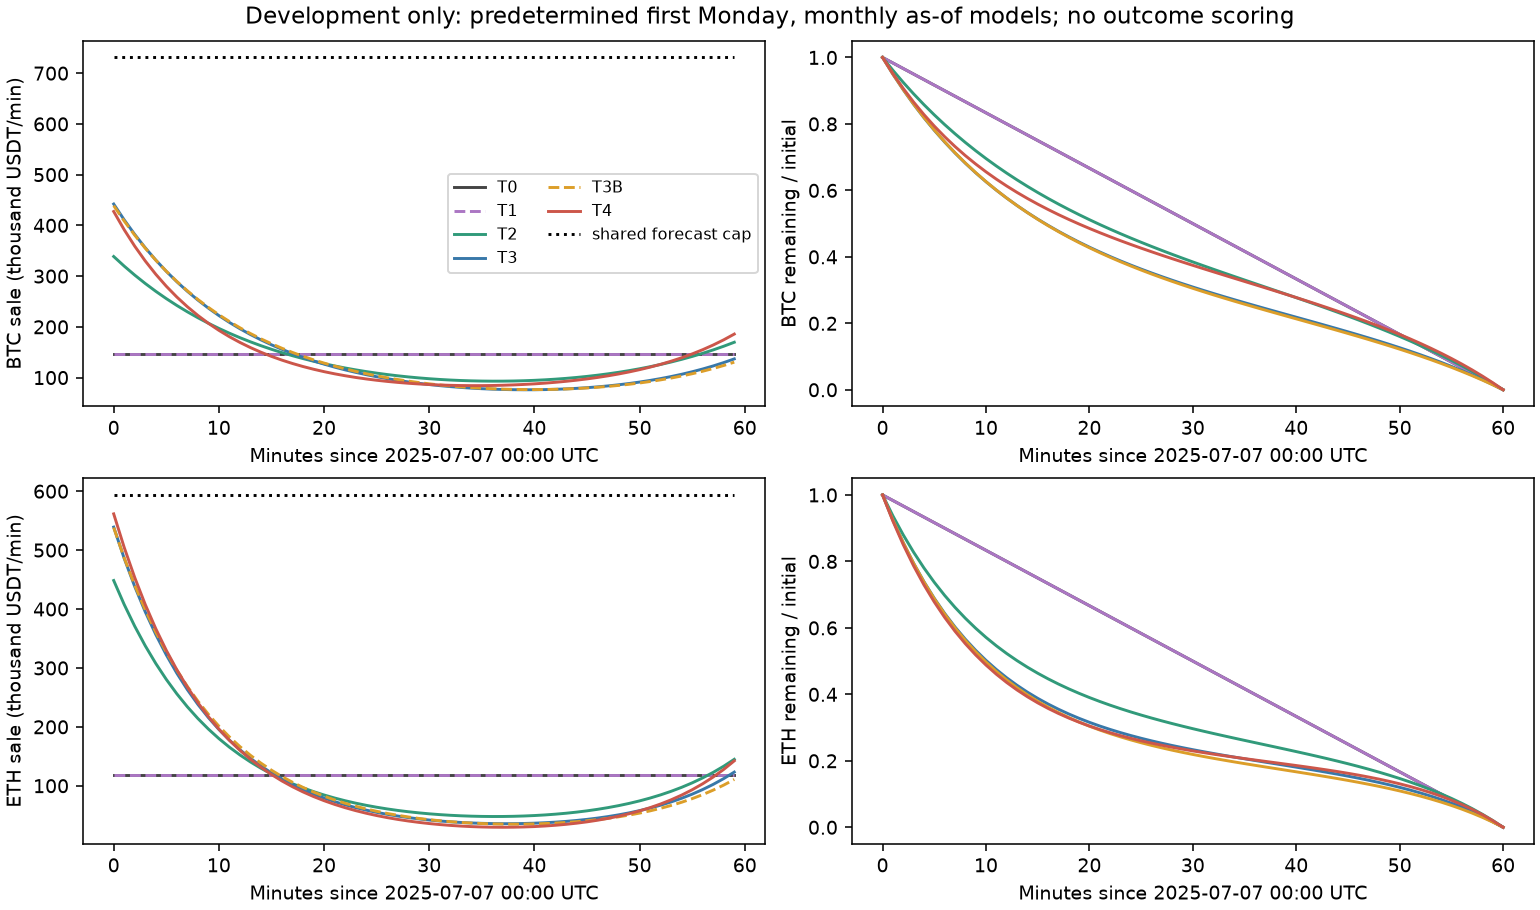 Development only: predetermined first Monday, monthly as-of models; no outcome scoring
BTC sale (thousand USDT/min)
700
600
500
400
300
200
100
T0
T1
T2
T3
T3B
T4
shared forecast cap
0 10 20 30 40 50 60
Minutes since 2025-07-07 00:00 UTC
BTC remaining / initial
1.0
0.8
0.6
0.4
0.2
0.0
0 10 20 30 40 50 60
Minutes since 2025-07-07 00:00 UTC
ETH sale (thousand USDT/min)
600
500
400
300
200
100
0 10 20 30 40 50 60
Minutes since 2025-07-07 00:00 UTC
ETH remaining / initial
1.0
0.8
0.6
0.4
0.2
0.0
0 10 20 30 40 50 60
Minutes since 2025-07-07 00:00 UTC